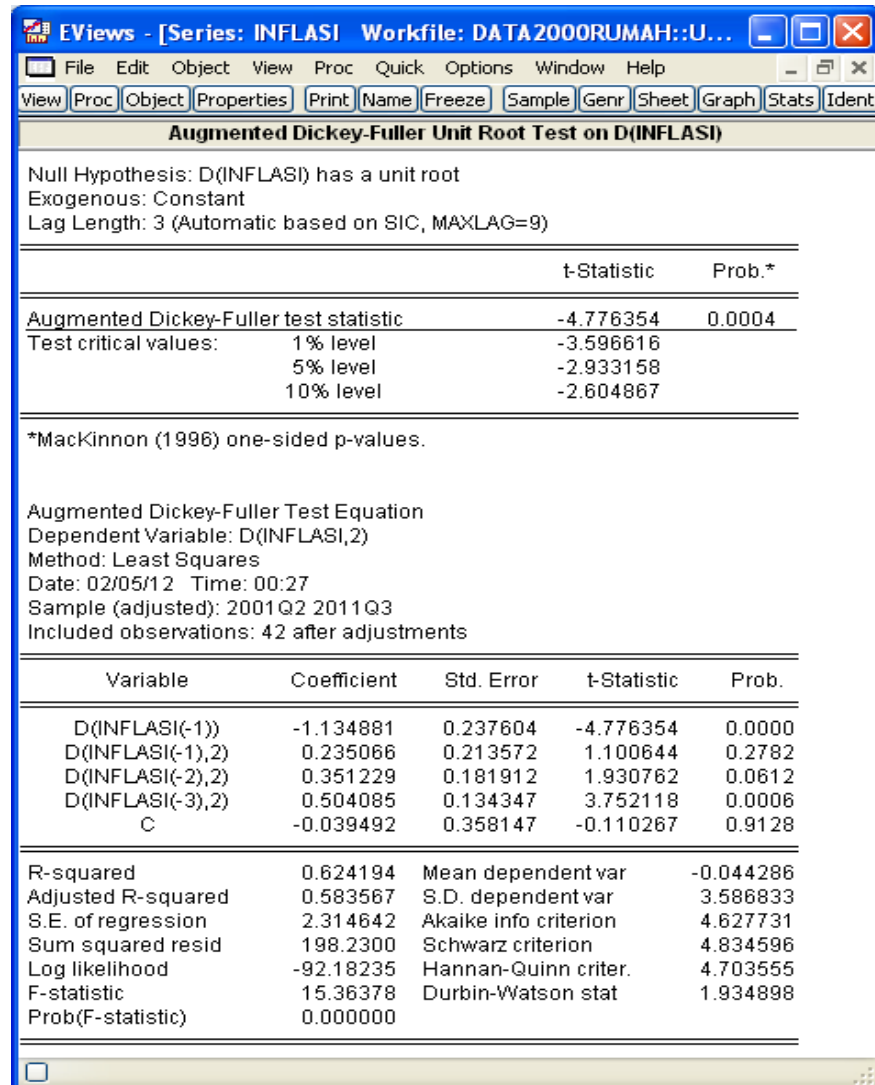 EViews - [Series: INFLASI Workfile: DATA2000RUMAH::U...
File Edit Object View Proc Quick Options Window Help
View Proc Object Properties Print Name Freeze Sample Genr Sheet Graph Stats Ident
Augmented Dickey-Fuller Unit Root Test on D(INFLASI)
Null Hypothesis: D(INFLASI) has a unit root
Exogenous: Constant
Lag Length: 3 (Automatic based on SIC, MAXLAG=9)
t-Statistic Prob.*
Augmented Dickey-Fuller test statistic -4.776354 0.0004
Test critical values: 1% level -3.596616
5% level -2.933158
10% level -2.604867
*MacKinnon (1996) one-sided p-values.
Augmented Dickey-Fuller Test Equation
Dependent Variable: D(INFLASI,2)
Method: Least Squares
Date: 02/05/12 Time: 00:27
Sample (adjusted): 2001Q2 2011Q3
Included observations: 42 after adjustments
Variable Coefficient Std. Error t-Statistic Prob.
D(INFLASI(-1)) -1.134881 0.237604 -4.776354 0.0000
D(INFLASI(-1),2) 0.235066 0.213572 1.100644 0.2782
D(INFLASI(-2),2) 0.351229 0.181912 1.930762 0.0612
D(INFLASI(-3),2) 0.504085 0.134347 3.752118 0.0006
C -0.039492 0.358147 -0.110267 0.9128
R-squared 0.624194 Mean dependent var -0.044286
Adjusted R-squared 0.583567 S.D. dependent var 3.586833
S.E. of regression 2.314642 Akaike info criterion 4.627731
Sum squared resid 198.2300 Schwarz criterion 4.834596
Log likelihood -92.18235 Hannan-Quinn criter. 4.703555
F-statistic 15.36378 Durbin-Watson stat 1.934898
Prob(F-statistic) 0.000000